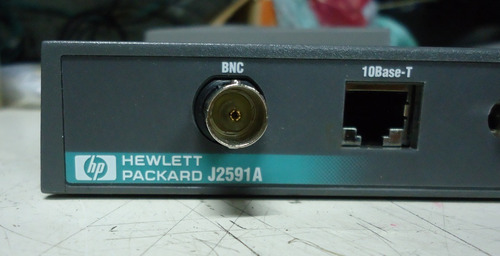 BNC
10Base-T
hp HEWLETT
PACKARD J2591A